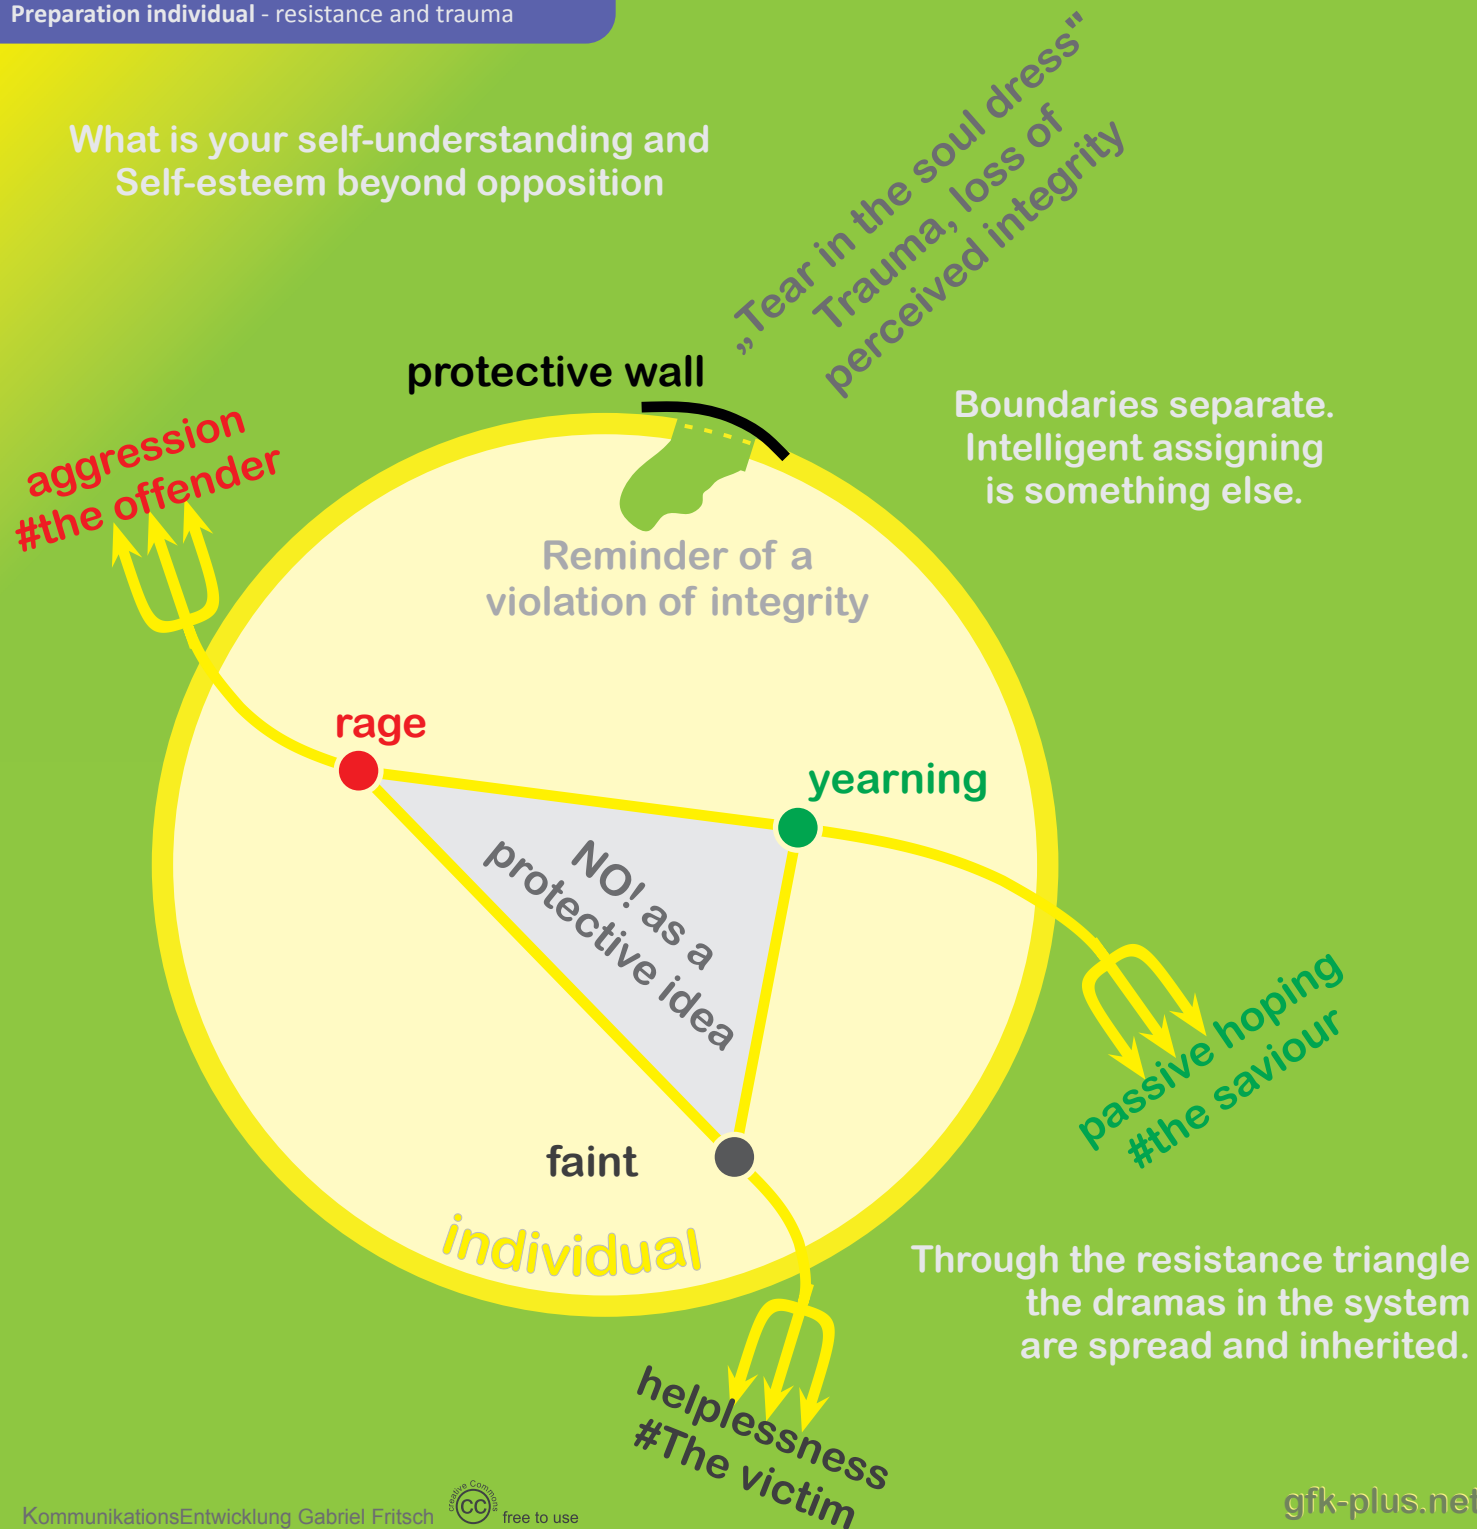 Preparation individual - resistance and trauma
What is your self-understanding and
Self-esteem beyond opposition
„Tear in the soul dress"
Trauma, loss of
perceived integrity
protective wall
Boundaries separate.
Intelligent assigning
is something else.
aggression
#the offender
Reminder of a
violation of integrity
rage
yearning
NO! as a
protective idea
passive hoping
#the saviour
faint
individual
Through the resistance triangle
the dramas in the system
are spread and inherited.
helplessness
#The victim
KommunikationsEntwicklung Gabriel Fritsch
creative Commons
CC
free to use
gfk-plus.net